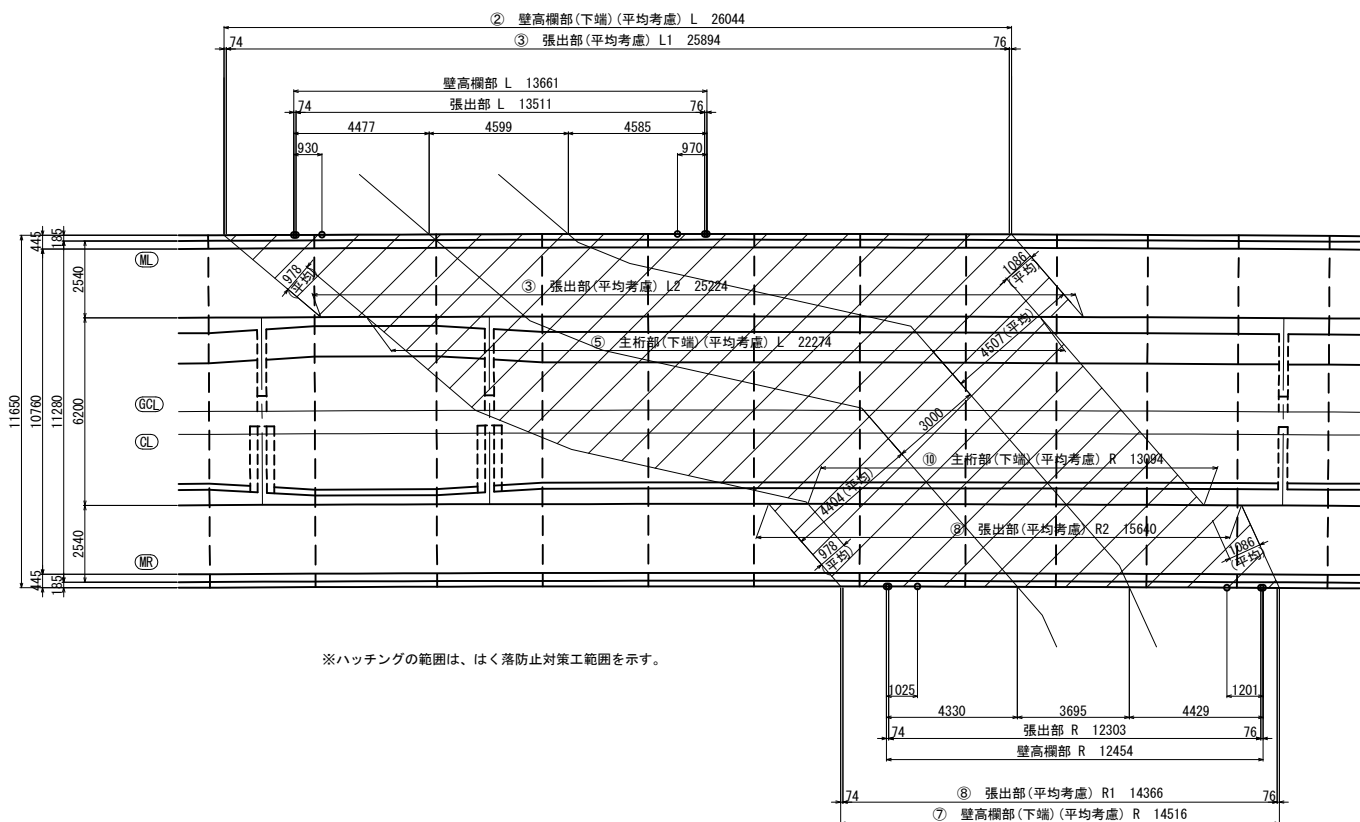 ② 壁高欄部(下端)(平均考慮) L 26044
74
③ 張出部(平均考慮) L1 25894
76
壁高欄部 L 13661
74
張出部 L 13511
76
4477
4599
4585
930
970
445
185
ML
978
(平均)
1086
(平均)
2540
③ 張出部(平均考慮) L2 25224
4507(平均)
⑤ 主桁部(下端)(平均考慮) L 22274
11650
10760
11280
6200
GCL
CL
3000
⑩ 主桁部(下端)(平均考慮) R 13094
4404(平均)
⑧ 張出部(平均考慮) R2 15640
978
(平均)
1086
(平均)
2540
MR
445
185
※ハッチングの範囲は、はく落防止対策工範囲を示す。
1025
1201
4330
3695
4429
74
張出部 R 12303
76
壁高欄部 R 12454
74
⑧ 張出部(平均考慮) R1 14366
76
⑦ 壁高欄部(下端)(平均考慮) R 14516